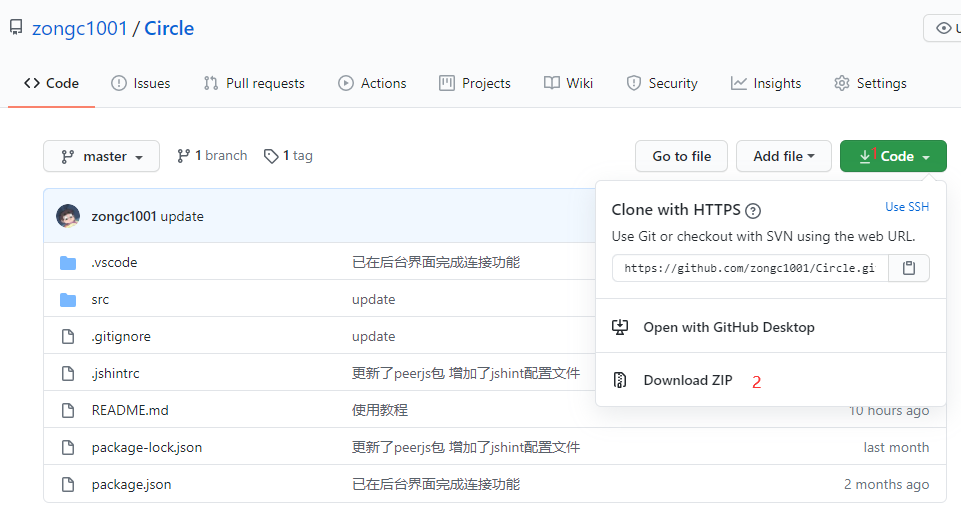 zongc1001 / Circle
Code Issues Pull requests Actions Projects Wiki Security Insights Settings
master 1 branch 1 tag Go to file Add file 1 Code
zongc1001 update
Clone with HTTPS ? Use SSH
Use Git or checkout with SVN using the web URL.
https://github.com/zongc1001/Circle.gi
Open with GitHub Desktop
Download ZIP 2
.vscode 已在后台界面完成连接功能
src update
.gitignore update
.jshintrc 更新了peerjs包, 增加了jshint配置文件
README.md 使用教程 10 hours ago
package-lock.json 更新了peerjs包, 增加了jshint配置文件 last month
package.json 已在后台界面完成连接功能 2 months ago